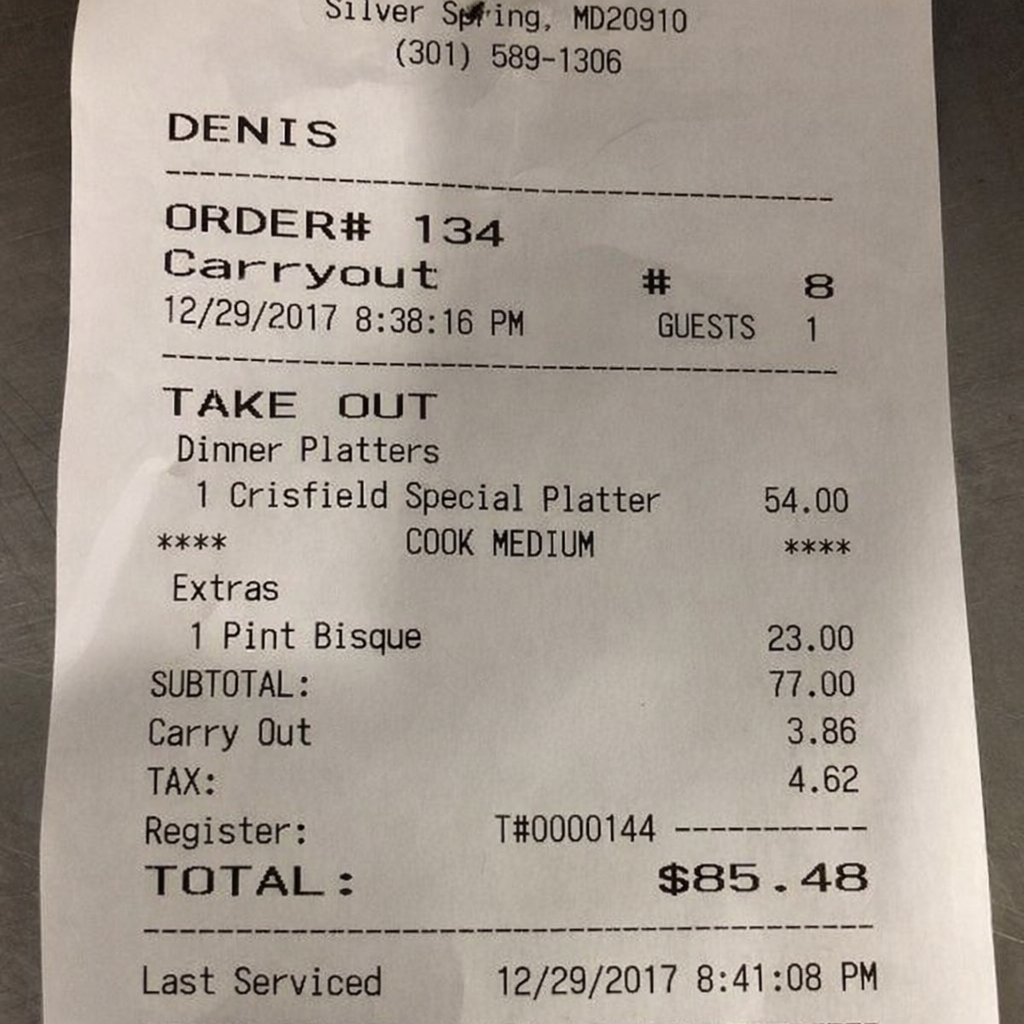 Silver Spring, MD20910
(301) 589-1306
DENIS
ORDER# 134
Carryout # 8
12/29/2017 8:38:16 PM GUESTS 1
TAKE OUT
Dinner Platters
1 Crisfield Special Platter 54.00
**** COOK MEDIUM ****
Extras
1 Pint Bisque 23.00
SUBTOTAL: 77.00
Carry Out 3.86
TAX: 4.62
Register: T#0000144 -----------
TOTAL: $85.48
Last Serviced 12/29/2017 8:41:08 PM